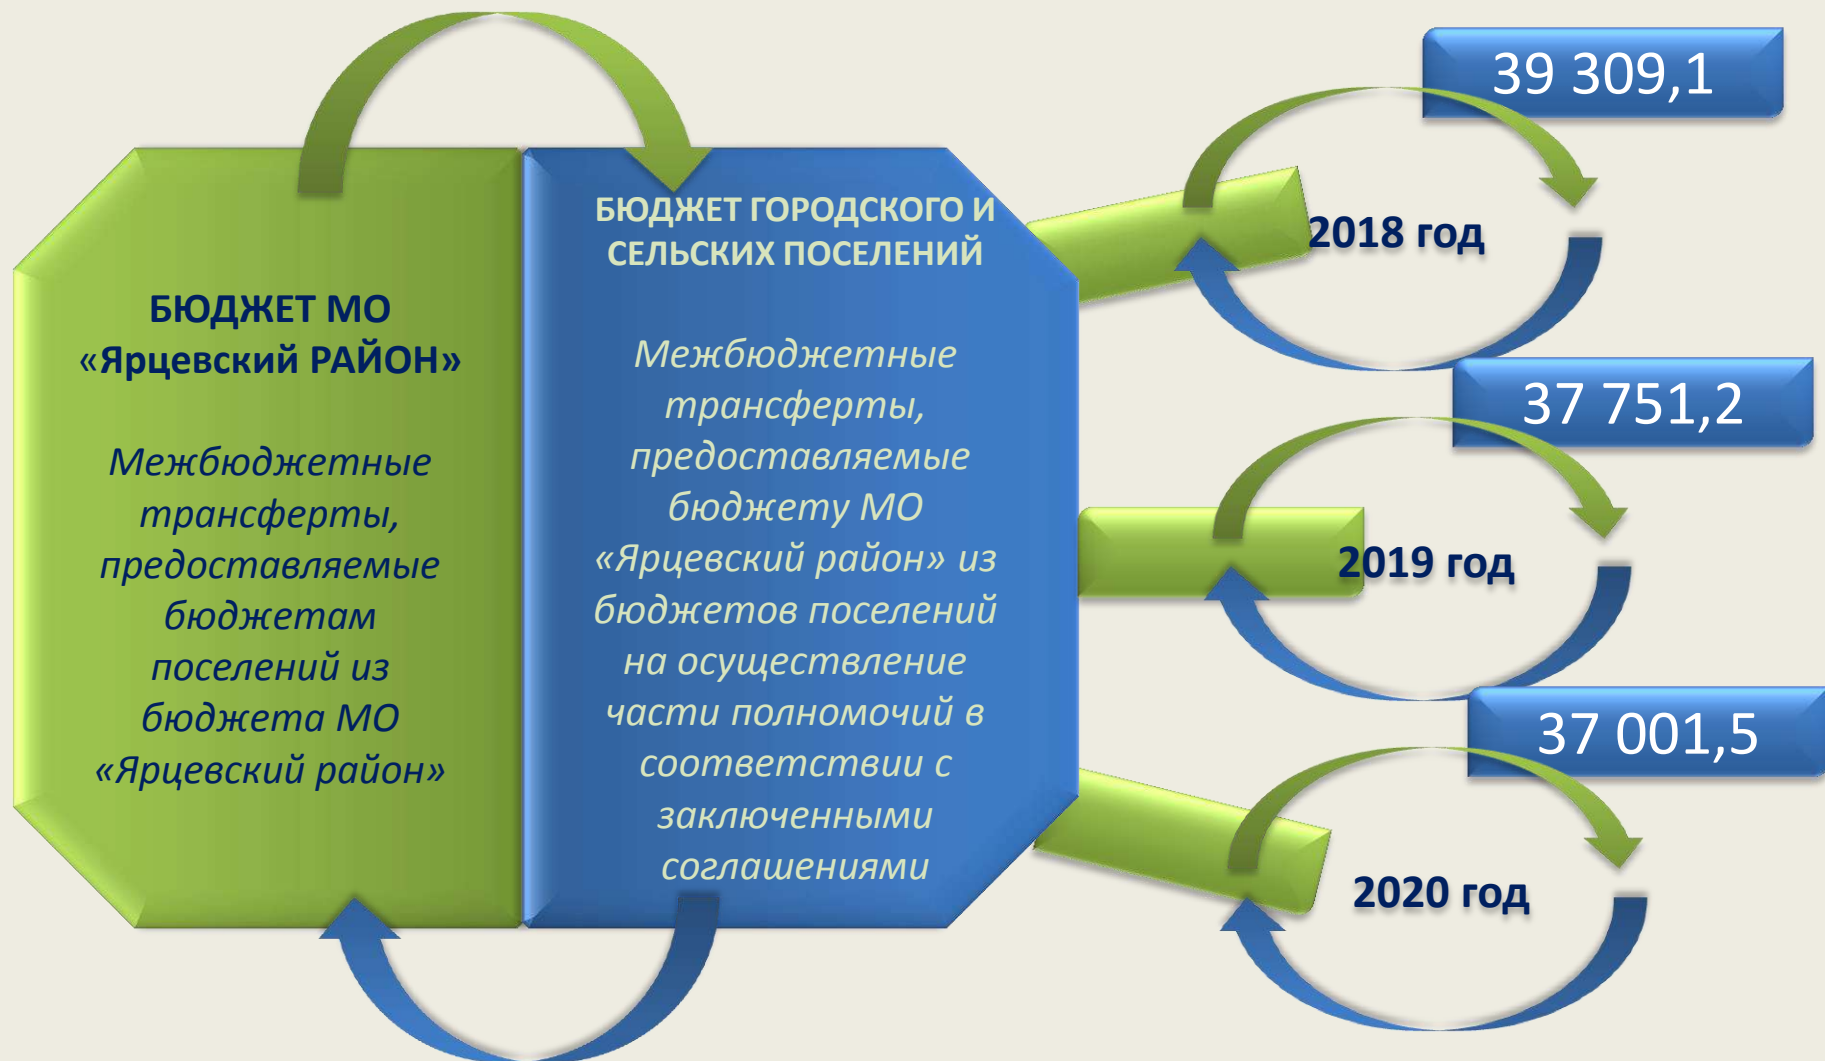 БЮДЖЕТ МО
«Ярцевский РАЙОН»
Межбюджетные
трансферты,
предоставляемые
бюджетам
поселений из
бюджета МО
«Ярцевский район»
БЮДЖЕТ ГОРОДСКОГО И
СЕЛЬСКИХ ПОСЕЛЕНИЙ
Межбюджетные
трансферты,
предоставляемые
бюджету МО
«Ярцевский район» из
бюджетов поселений
на осуществление
части полномочий в
соответствии с
заключенными
соглашениями
39 309,1
2018 год
37 751,2
2019 год
37 001,5
2020 год